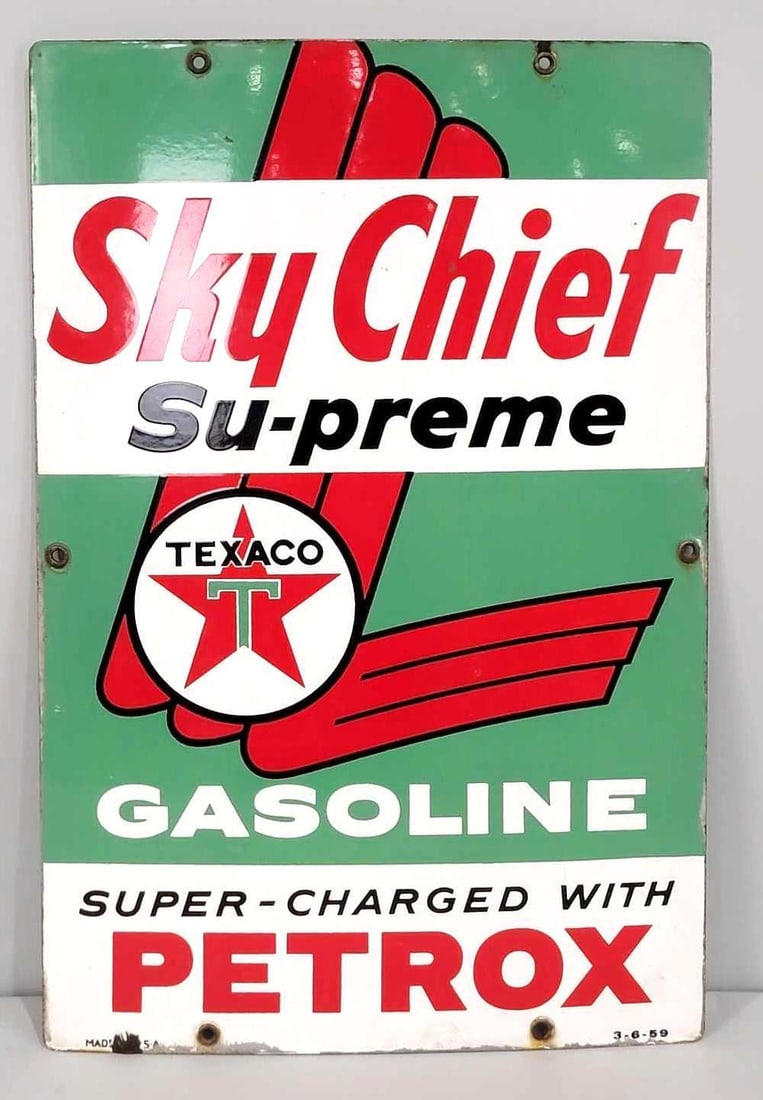 Sky Chief
Su-preme
TEXACO
T
GASOLINE
SUPER-CHARGED WITH
PETROX
3-6-59